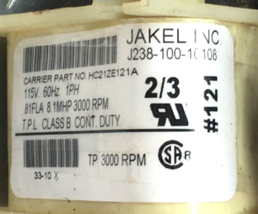 JAKEL INC.
J238-100-10108
CARRIER PART NO. HC21ZE121A
115V. 60Hz. 1PH
.81FLA 8.1MHP 3000 RPM
T.P.L. CLASS B CONT. DUTY.
2/3
#121
TP 3000 RPM
33-10 X